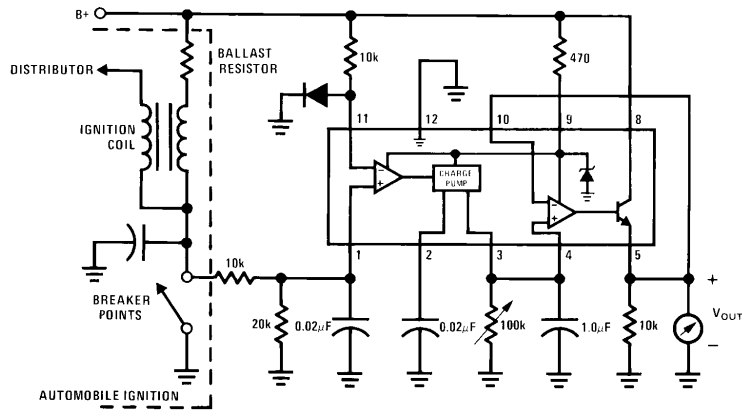 B+
BALLAST
RESISTOR
DISTRIBUTOR
IGNITION
COIL
10k
470
11
12
10
9
8
−
+
CHARGE
PUMP
−
+
1
2
3
4
5
10k
BREAKER
POINTS
20k
0.02μF
0.02μF
100k
1.0μF
10k
+
VOUT
−
AUTOMOBILE IGNITION